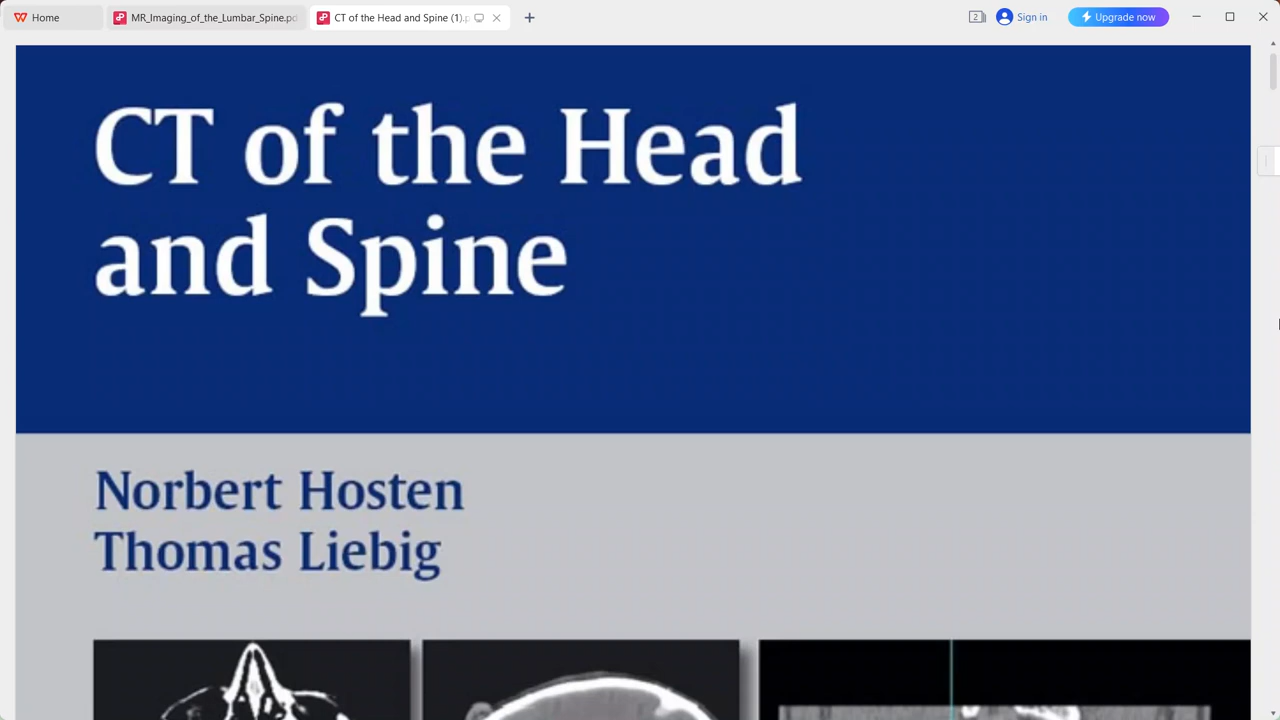 Home
MR_Imaging_of_the_Lumbar_Spine.pd
CT of the Head and Spine (1).p
2
Sign in
Upgrade now
CT of the Head
and Spine
Norbert Hosten
Thomas Liebig